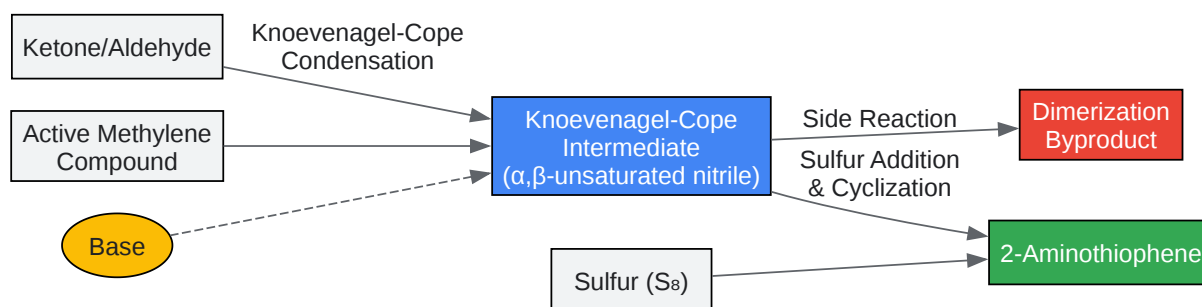 Ketone/Aldehyde
Knoevenagel-Cope
Condensation
Active Methylene
Compound
Base
Knoevenagel-Cope
Intermediate
(α,β-unsaturated nitrile)
Side Reaction
Sulfur Addition
& Cyclization
Dimerization
Byproduct
Sulfur (S₈)
2-Aminothiophene